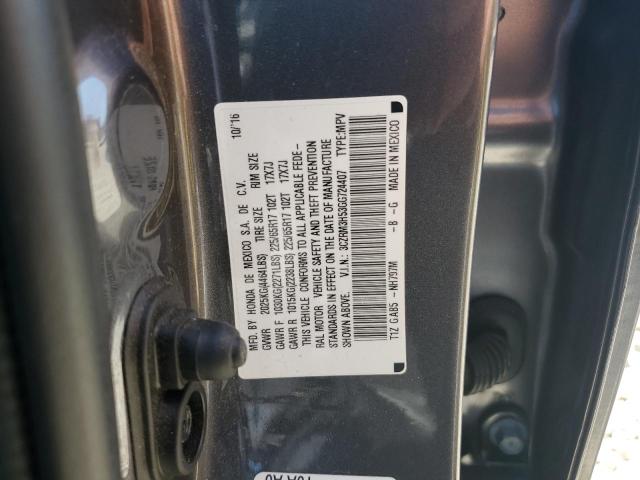 MFD. BY HONDA DE MEXICO S.A. DE C.V. 10/'16
GVWR 2025KG(4464LBS) TIRE SIZE RIM SIZE
GAWR F 1030KG(2271LBS) 225/65R17 102T 17X7J
GAWR R 1015KG(2238LBS) 225/65R17 102T 17X7J
THIS VEHICLE CONFORMS TO ALL APPLICABLE FEDE-
RAL MOTOR VEHICLE SAFETY AND THEFT PREVENTION
STANDARDS IN EFFECT ON THE DATE OF MANUFACTURE
SHOWN ABOVE. V.I.N.: 3CZRM3H53GG724407 TYPE:MPV
T1Z GAB5 - NH797M -B -G MADE IN MEXICO